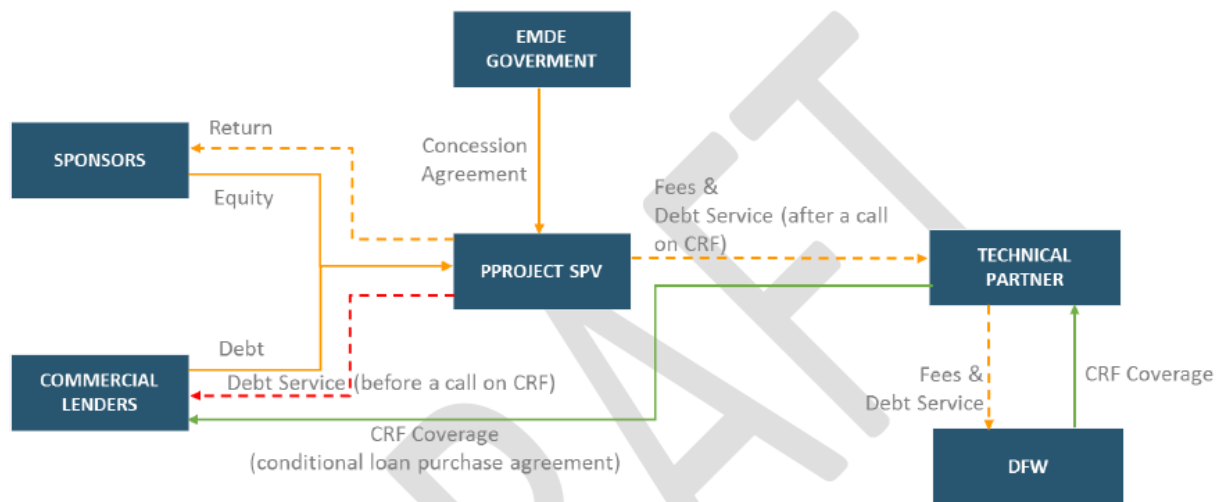 EMDE
GOVERMENT
Return
SPONSORS
Equity
Concession
Agreement
Fees &
Debt Service (after a call
on CRF)
PPROJECT SPV
TECHNICAL
PARTNER
Debt
COMMERCIAL
LENDERS
Debt Service (before a call on CRF)
CRF Coverage
(conditional loan purchase agreement)
Fees &
Debt Service
CRF Coverage
DFW
DRAFT